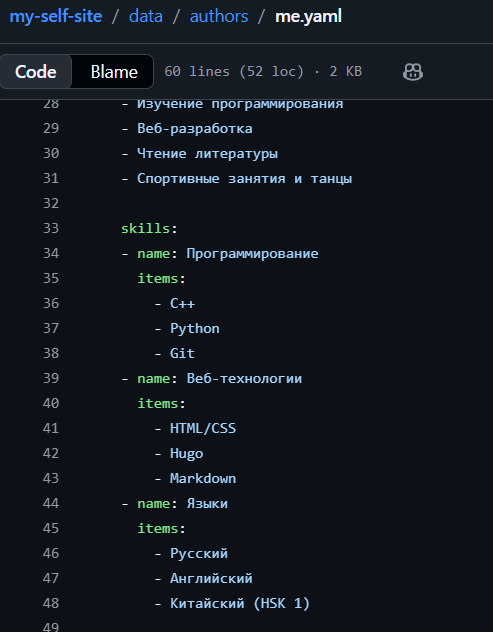 my-self-site / data / authors / me.yaml
Code Blame 60 lines (52 loc) · 2 KB
28 - Изучение программирования
29 - Веб-разработка
30 - Чтение литературы
31 - Спортивные занятия и танцы
32
33 skills:
34 - name: Программирование
35 items:
36 - C++
37 - Python
38 - Git
39 - name: Веб-технологии
40 items:
41 - HTML/CSS
42 - Hugo
43 - Markdown
44 - name: Языки
45 items:
46 - Русский
47 - Английский
48 - Китайский (HSK 1)
49